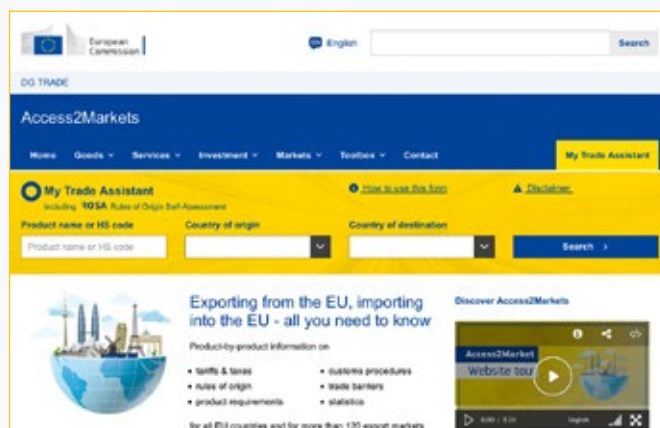 European
Commission
English
Search
DG TRADE
Access2Markets
Home Goods Services Investment Markets Toolbox Contact My Trade Assistant
My Trade Assistant
Including ROSA Rules of Origin Self-Assessment
How to use this form
Disclaimer
Product name or HS code Country of origin Country of destination
Product name or HS code
Search
Exporting from the EU, importing
into the EU - all you need to know
Discover Access2Markets
Product-by-product information on
• tariffs & taxes
• rules of origin
• product requirements
• customs procedures
• trade barriers
• statistics
for all EU countries and for more than 120 export markets
Access2Market
Website tour
0:00 English